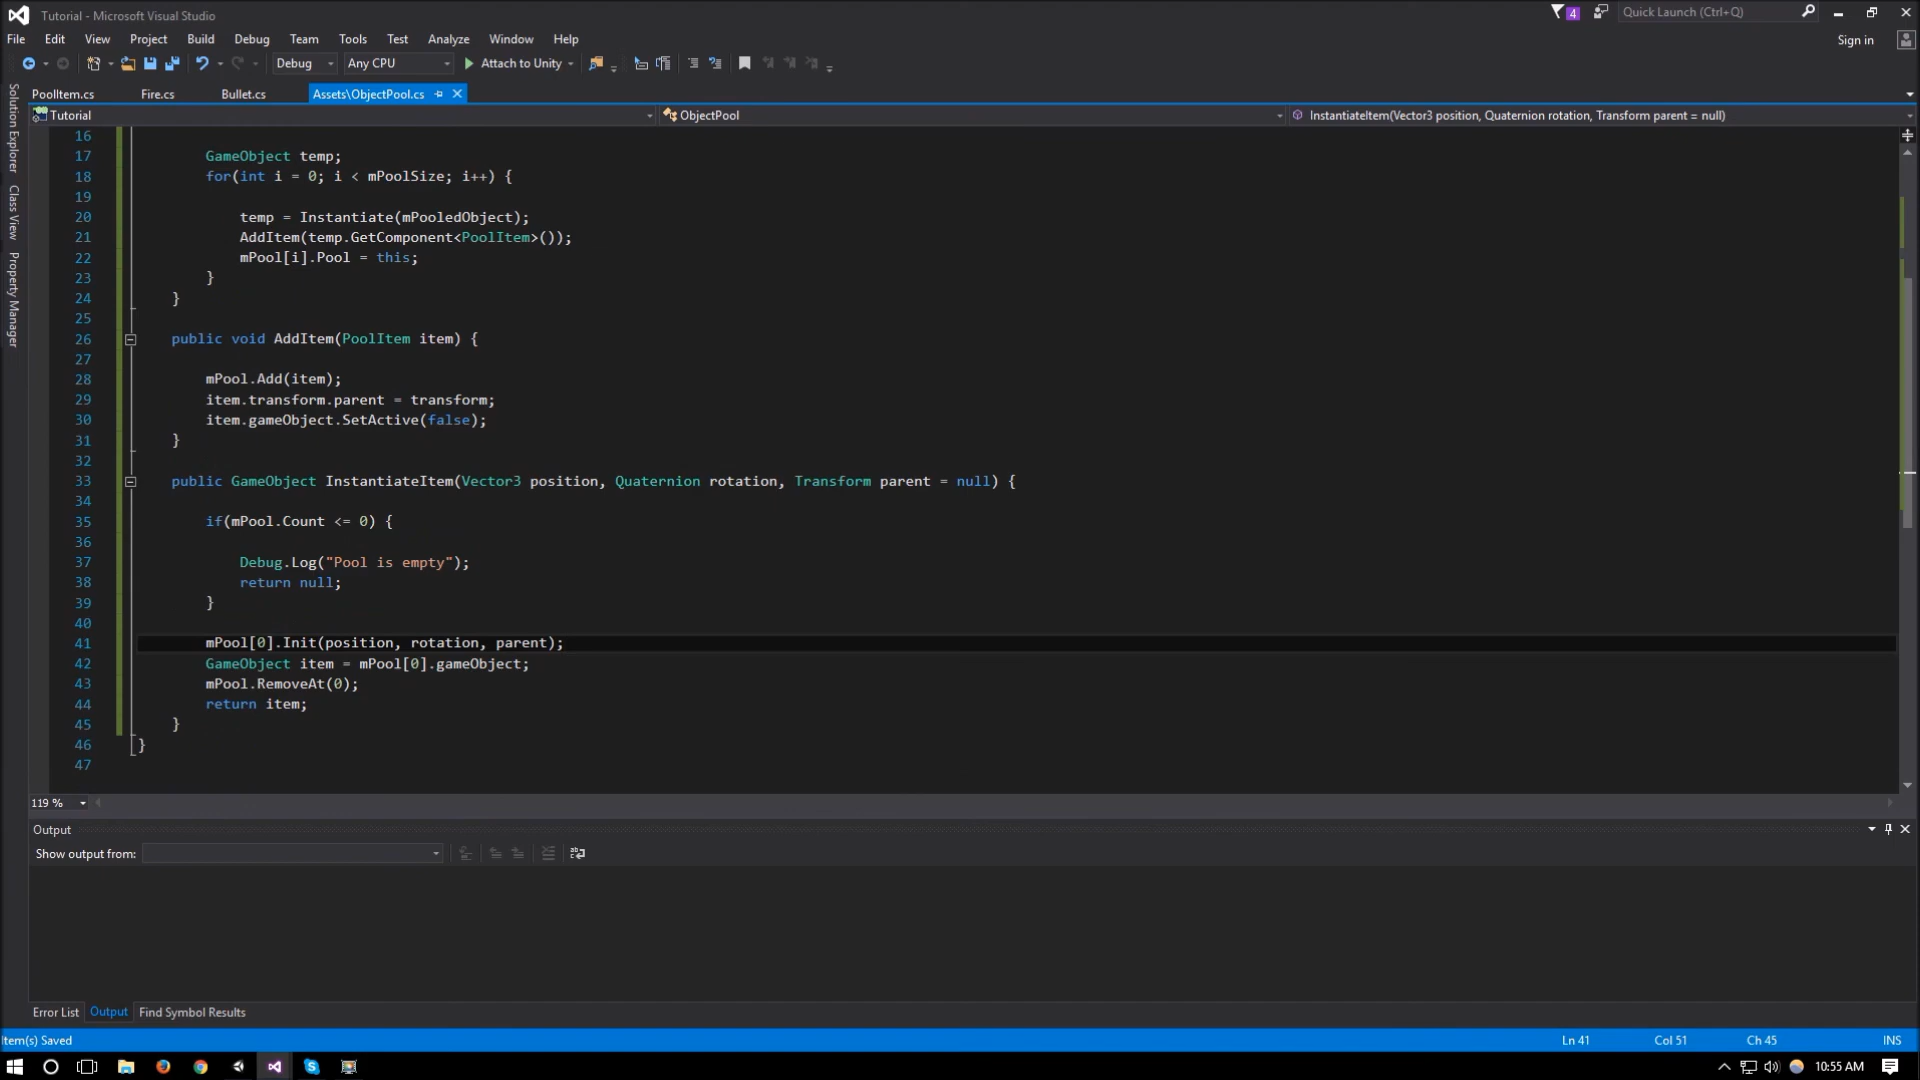 Tutorial - Microsoft Visual Studio
4
Quick Launch (Ctrl+Q)
File Edit View Project Build Debug Team Tools Test Analyze Window Help
Sign in
Debug Any CPU Attach to Unity
Solution Explorer
Class View
Property Manager
PoolItem.cs Fire.cs Bullet.cs Assets\ObjectPool.cs
Tutorial ObjectPool InstantiateItem(Vector3 position, Quaternion rotation, Transform parent = null)
16
17 GameObject temp;
18 for(int i = 0; i < mPoolSize; i++) {
19
20 temp = Instantiate(mPooledObject);
21 AddItem(temp.GetComponent<PoolItem>());
22 mPool[i].Pool = this;
23 }
24 }
25
26 public void AddItem(PoolItem item) {
27
28 mPool.Add(item);
29 item.transform.parent = transform;
30 item.gameObject.SetActive(false);
31 }
32
33 public GameObject InstantiateItem(Vector3 position, Quaternion rotation, Transform parent = null) {
34
35 if(mPool.Count <= 0) {
36
37 Debug.Log("Pool is empty");
38 return null;
39 }
40
41 mPool[0].Init(position, rotation, parent);
42 GameObject item = mPool[0].gameObject;
43 mPool.RemoveAt(0);
44 return item;
45 }
46 }
47
119 %
Output
Show output from:
Error List Output Find Symbol Results
Item(s) Saved Ln 41 Col 51 Ch 45 INS
10:55 AM